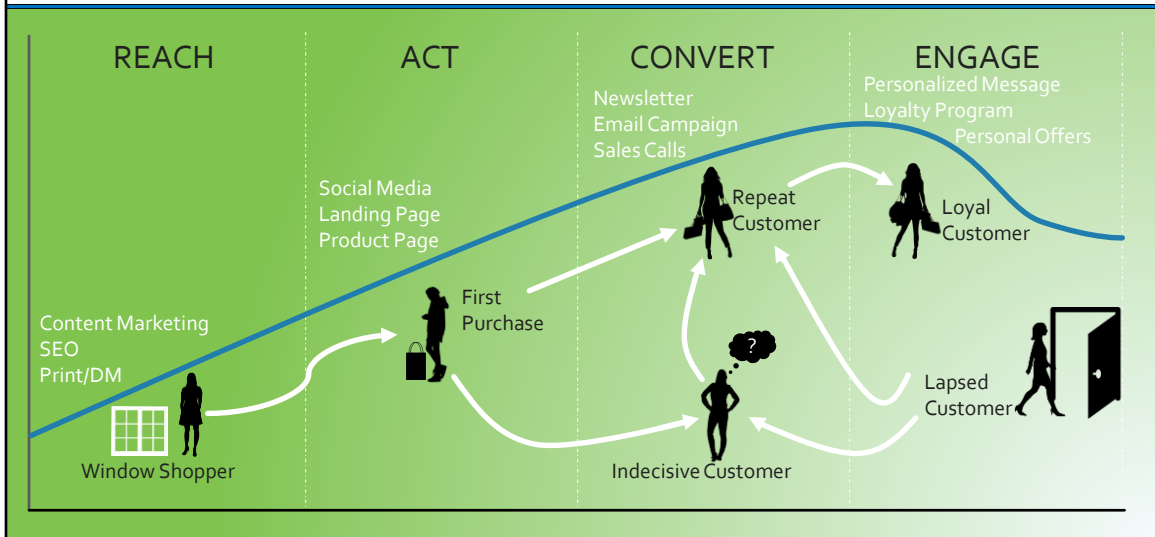 REACH
ACT
CONVERT
ENGAGE
Content Marketing
SEO
Print/DM
Window Shopper
Social Media
Landing Page
Product Page
First
Purchase
Newsletter
Email Campaign
Sales Calls
Repeat
Customer
?
Indecisive Customer
Personalized Message
Loyalty Program
Personal Offers
Loyal
Customer
Lapsed
Customer